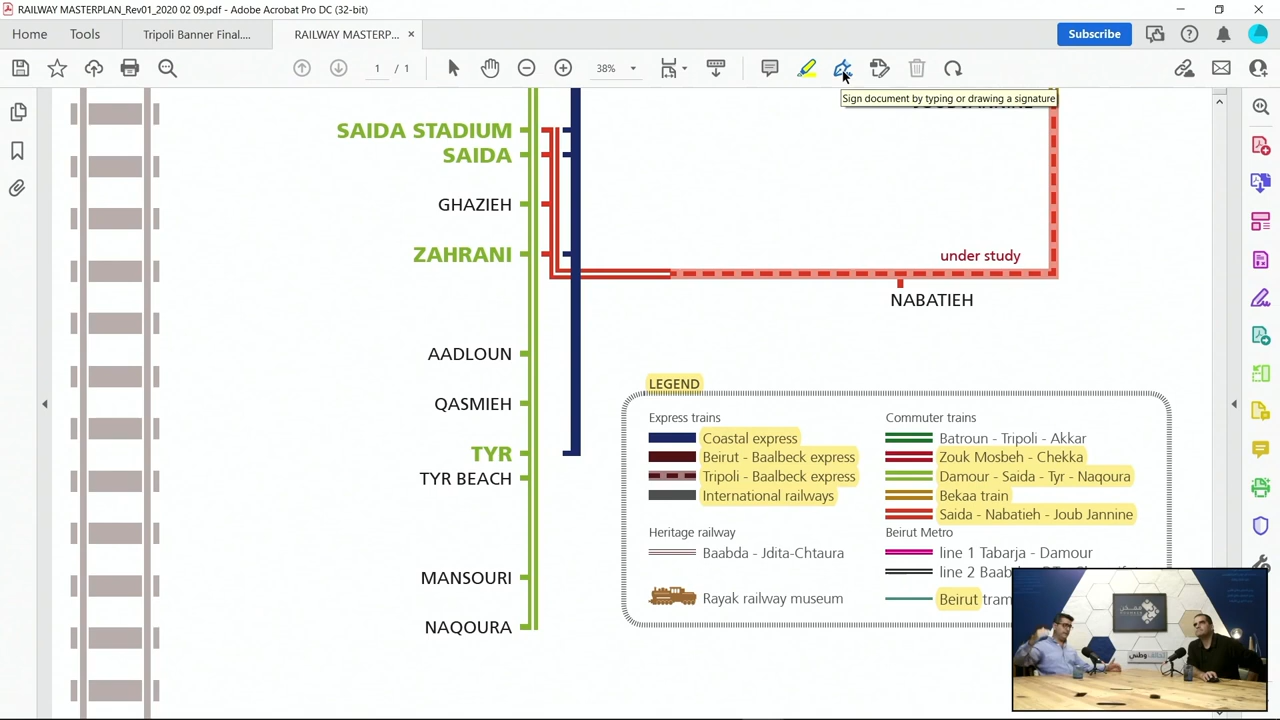 RAILWAY MASTERPLAN_Rev01_2020 02 09.pdf - Adobe Acrobat Pro DC (32-bit)
Home Tools Tripoli Banner Final.... RAILWAY MASTERP... × Subscribe
1 / 1 38%
Sign document by typing or drawing a signature
SAIDA STADIUM
SAIDA
GHAZIEH
ZAHRANI
under study
NABATIEH
AADLOUN
QASMIEH
TYR
TYR BEACH
MANSOURI
NAQOURA
LEGEND
Express trains
Coastal express
Beirut - Baalbeck express
Tripoli - Baalbeck express
International railways
Heritage railway
Baabda - Jdita-Chtaura
Rayak railway museum
Commuter trains
Batroun - Tripoli - Akkar
Zouk Mosbeh - Chekka
Damour - Saida - Tyr - Naqoura
Bekaa train
Saida - Nabatieh - Joub Jannine
Beirut Metro
line 1 Tabarja - Damour
line 2
Beirut tram